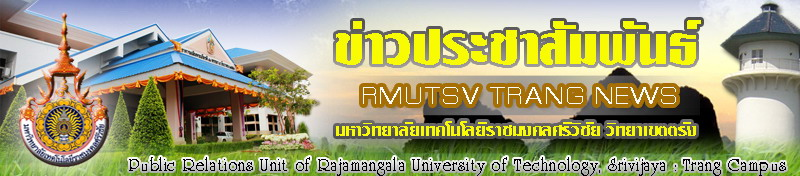 ข่าวประชาสัมพันธ์
RMUTSV TRANG NEWS
มหาวิทยาลัยเทคโนโลยีราชมงคลศรีวิชัย วิทยาเขตตรัง
Public Relations Unit of Rajamangala University of Technology, Srivijaya : Trang Campus